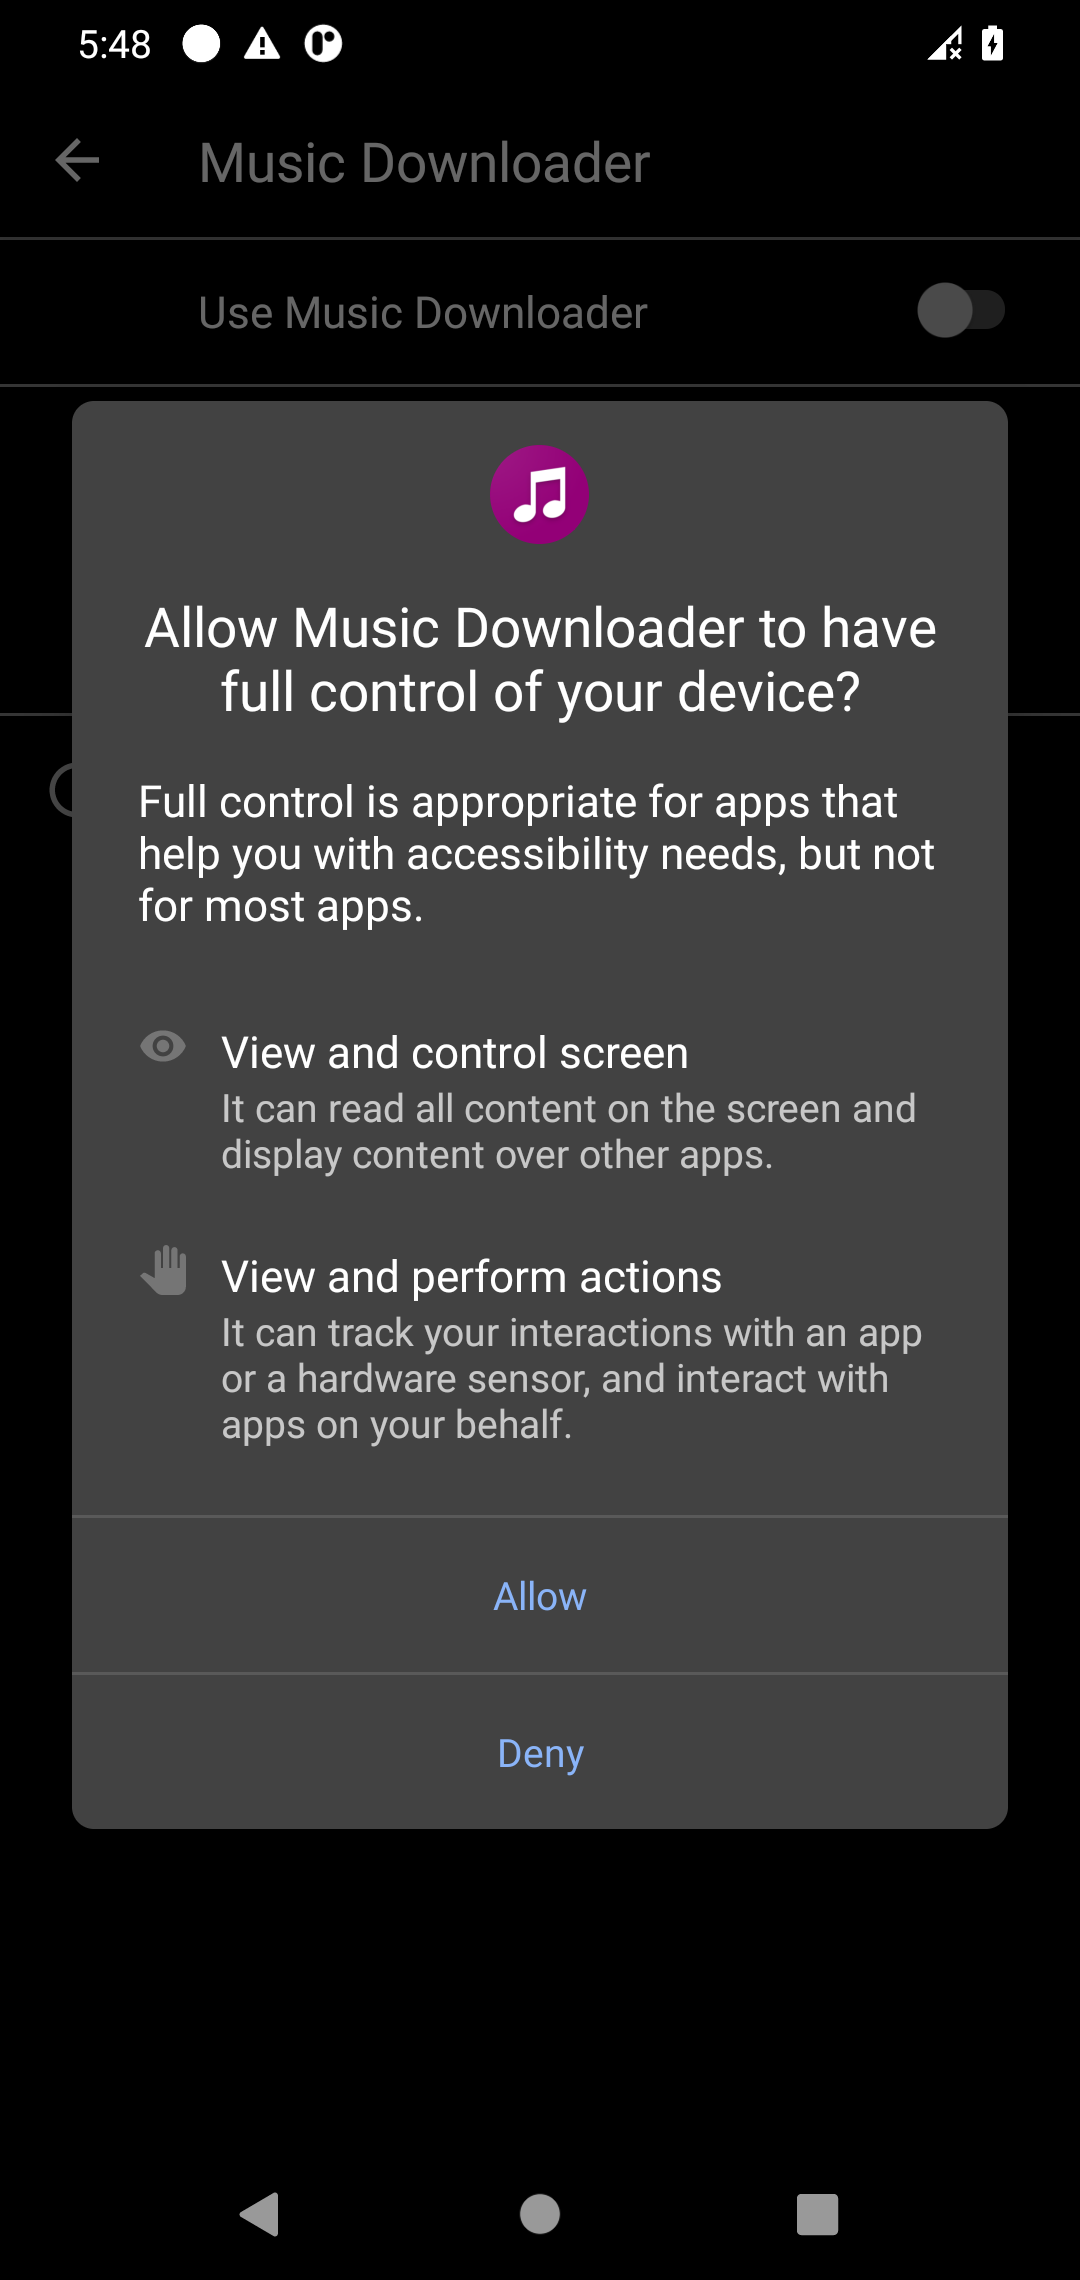 5:48
Music Downloader
Use Music Downloader
Allow Music Downloader to have
full control of your device?
Full control is appropriate for apps that
help you with accessibility needs, but not
for most apps.
View and control screen
It can read all content on the screen and
display content over other apps.
View and perform actions
It can track your interactions with an app
or a hardware sensor, and interact with
apps on your behalf.
Allow
Deny